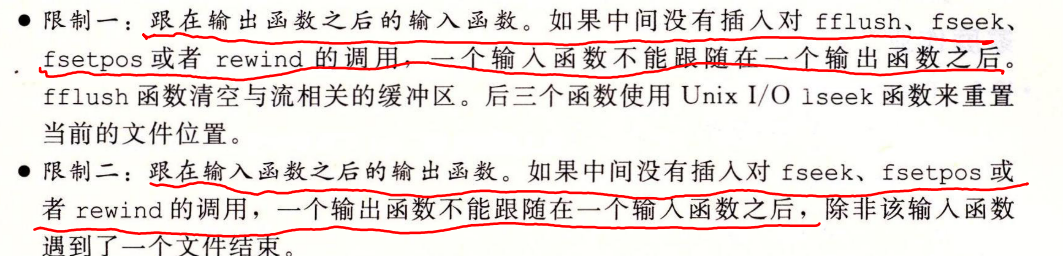 ● 限制一：跟在输出函数之后的输入函数。如果中间没有插入对 fflush、fseek、
fsetpos 或者 rewind 的调用，一个输入函数不能跟随在一个输出函数之后。
fflush 函数清空与流相关的缓冲区。后三个函数使用 Unix I/O lseek 函数来重置
当前的文件位置。
● 限制二：跟在输入函数之后的输出函数。如果中间没有插入对 fseek、fsetpos 或
者 rewind 的调用，一个输出函数不能跟随在一个输入函数之后，除非该输入函数
遇到了一个文件结束。